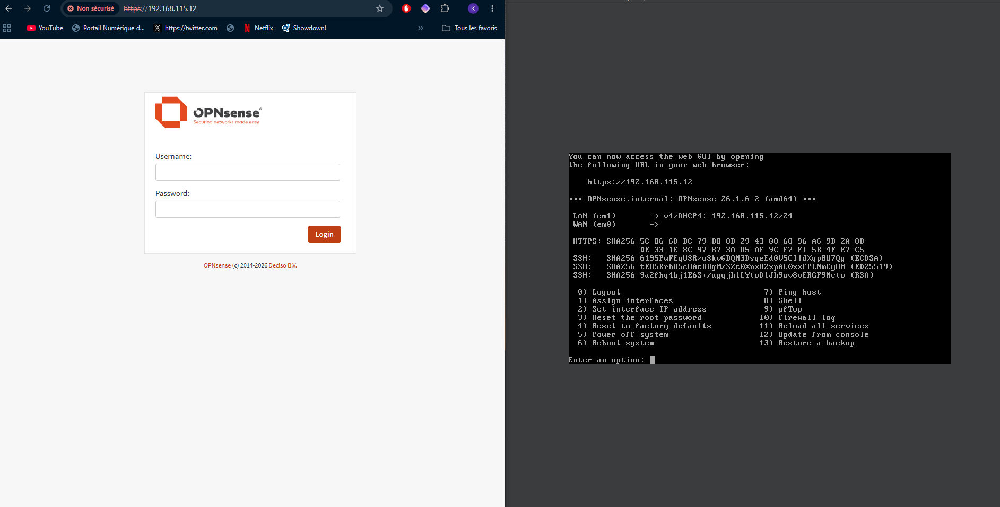 Non sécurisé
https://192.168.115.12
K
YouTube
Portail Numérique d...
https://twitter.com
Netflix
Showdown!
»
Tous les favoris
OPNsense®
Securing networks made easy
Username:
Password:
Login
OPNsense (c) 2014-2026 Deciso B.V.
You can now access the web GUI by opening
the following URL in your web browser:
https://192.168.115.12
*** OPNsense.internal: OPNsense 26.1.6_2 (amd64) ***
LAN (em1) -> v4/DHCP4: 192.168.115.12/24
WAN (em0) ->
HTTPS: SHA256 5C B6 6D BC 79 BB 8D 29 43 08 68 96 A6 9B 2A 8D
DE 33 1E 8C 97 87 3A D5 AF 9C F7 F1 5B 4F E7 C5
SSH: SHA256 6195PwFEyUSR/oSkvGDQN3DsqeEd0V5CIldXqpBU7Qg (ECDSA)
SSH: SHA256 tE85Krh85c8AcDBgM/S2c0XnxD2xpAL0xxfPLNmCy8M (ED25519)
SSH: SHA256 9a2fhq4bj1E6S+/ugqjhlLYtoDtJh9uv8vERGF9Ncto (RSA)
0) Logout 7) Ping host
1) Assign interfaces 8) Shell
2) Set interface IP address 9) pfTop
3) Reset the root password 10) Firewall log
4) Reset to factory defaults 11) Reload all services
5) Power off system 12) Update from console
6) Reboot system 13) Restore a backup
Enter an option: